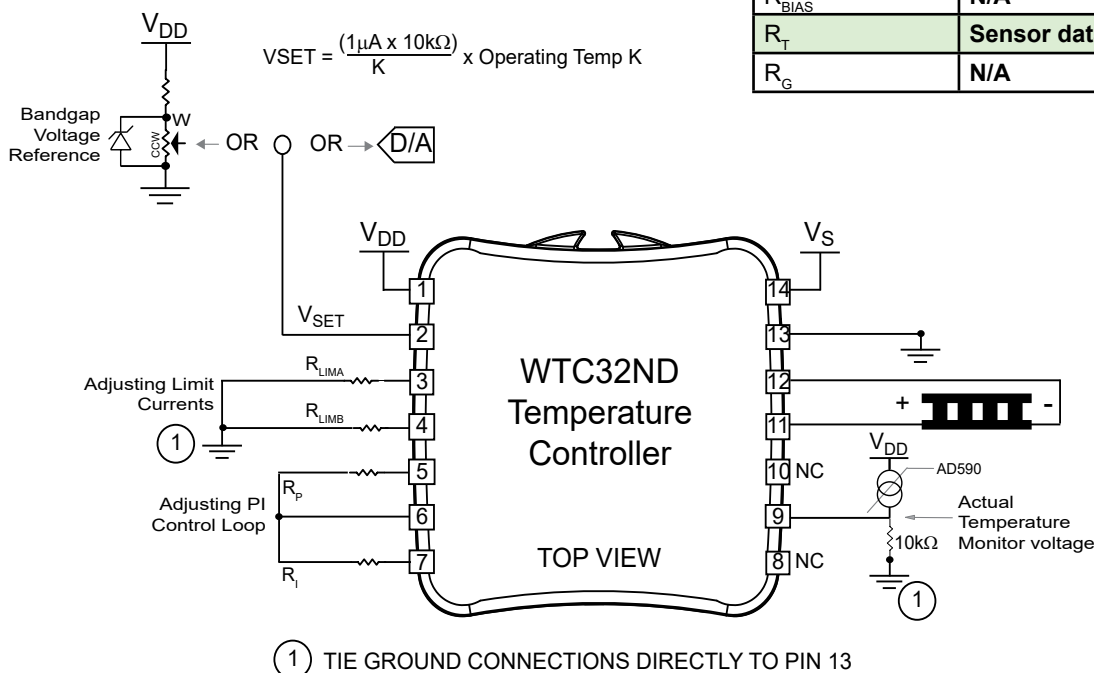 R_BIAS N/A
R_T Sensor dat
R_G N/A
V_DD
VSET = (1µA x 10kΩ)/K x Operating Temp K
Bandgap
Voltage
Reference
W
CCW
OR OR D/A
V_DD
V_S
V_SET
R_LIMA
R_LIMB
Adjusting Limit
Currents
1
R_P
Adjusting PI
Control Loop
R_I
1
2
3
4
5
6
7
WTC32ND
Temperature
Controller
TOP VIEW
14
13
12
11
10 NC
9
8 NC
+ -
V_DD
AD590
Actual
Temperature
Monitor voltage
10kΩ
1
1 TIE GROUND CONNECTIONS DIRECTLY TO PIN 13